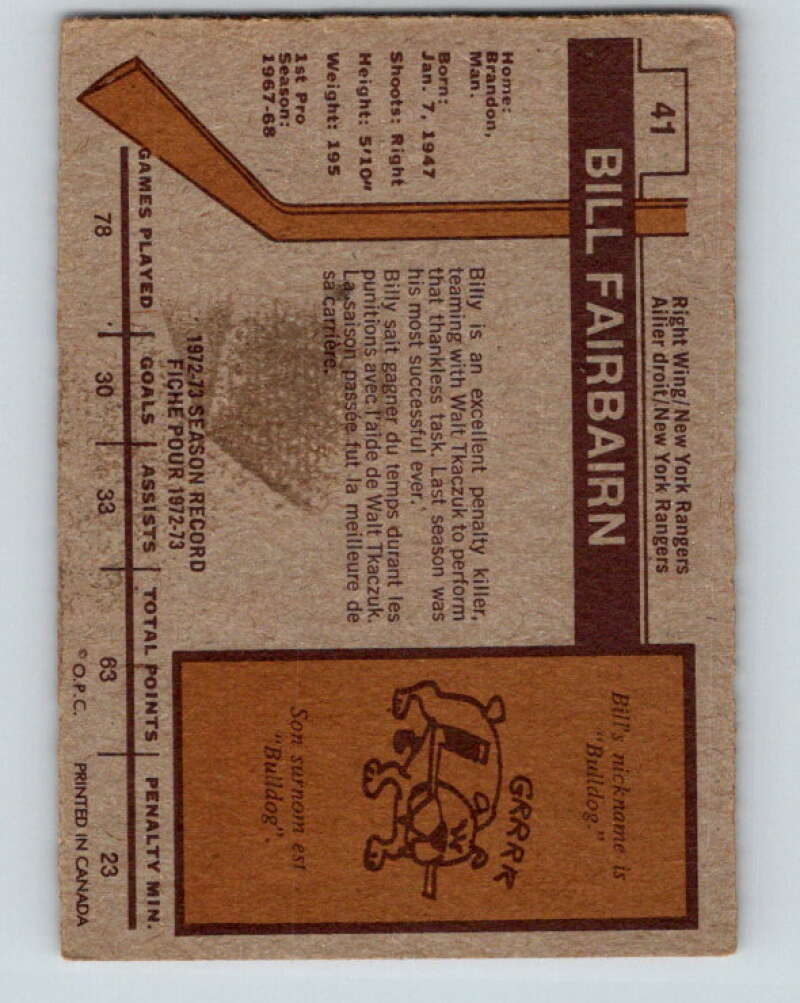 41
Right Wing/New York Rangers
Ailier droit/New York Rangers
BILL FAIRBAIRN
Home:
Brandon,
Man.
Born:
Jan. 7, 1947
Shoots: Right
Height: 5'10"
Weight: 195
1st Pro
Season:
1967-68
Billy is an excellent penalty killer,
teaming with Walt Tkaczuk to perform
that thankless task. Last season was
his most successful ever.
Billy sait gagner du temps durant les
punitions avec l'aide de Walt Tkaczuk.
La saison passée fut la meilleure de
sa carrière.
Bill's nickname is
"Bulldog."
GRRRR
Son surnom est
"Bulldog".
1972-73 SEASON RECORD
FICHE POUR 1972-73
GAMES PLAYED GOALS ASSISTS TOTAL POINTS PENALTY MIN.
78 30 33 63 23
© O.P.C. PRINTED IN CANADA